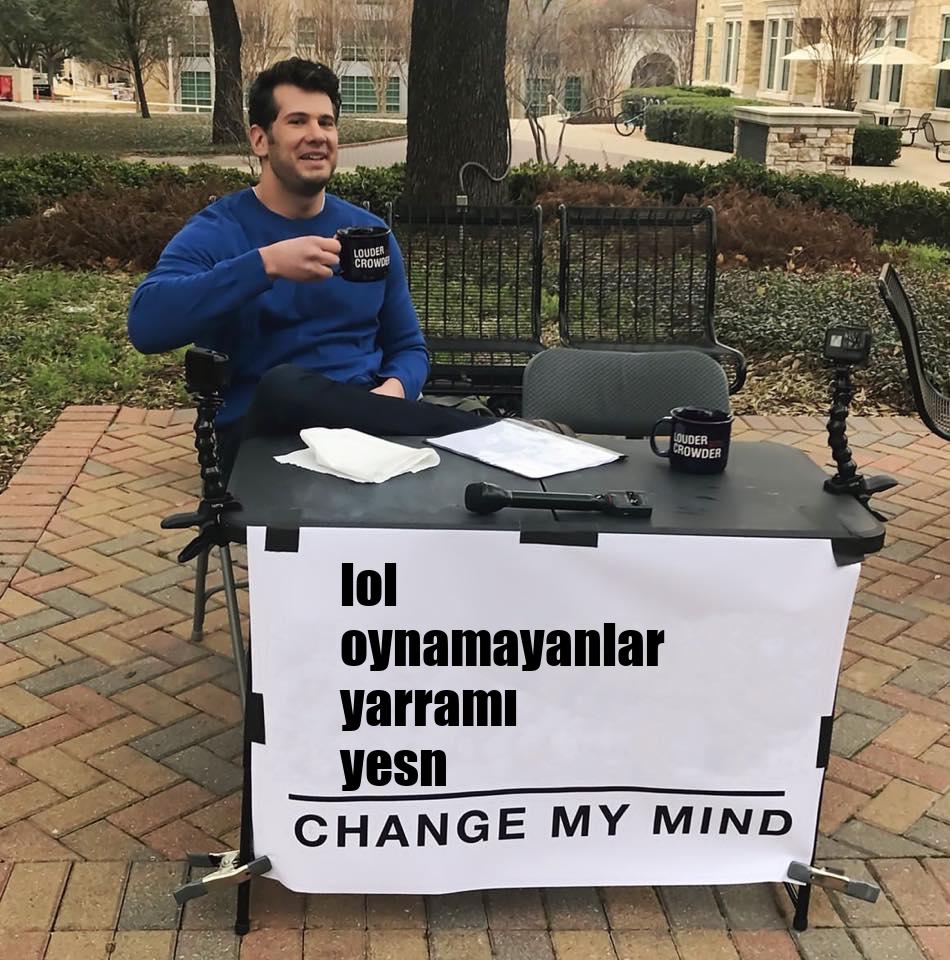 LOUDER
CROWDER
LOUDER
CROWDER
lol
oynamayanlar
yarramı
yesn
CHANGE MY MIND